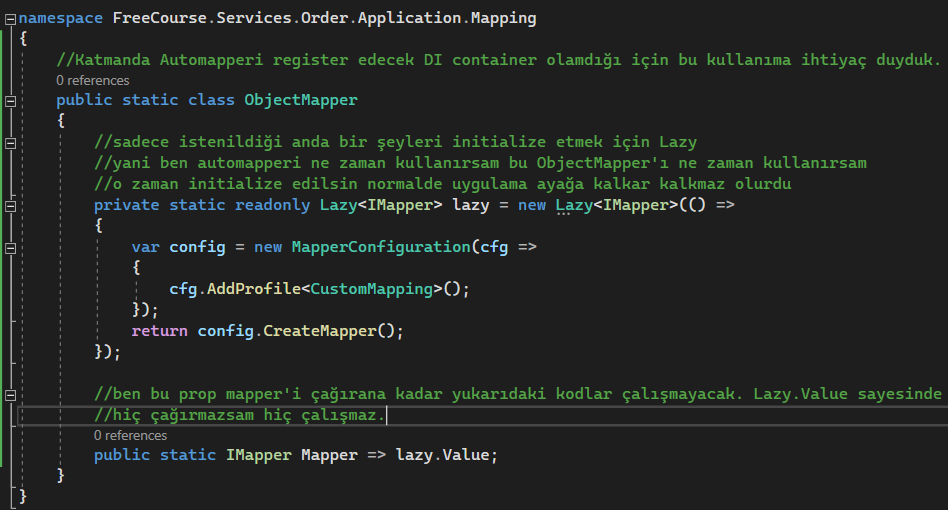 namespace FreeCourse.Services.Order.Application.Mapping
{
//Katmanda Automapperi register edecek DI container olamdığı için bu kullanıma ihtiyaç duyduk.
0 references
public static class ObjectMapper
{
//sadece istenildiği anda bir şeyleri initialize etmek için Lazy
//yani ben automapperi ne zaman kullanırsam bu ObjectMapper'ı ne zaman kullanırsam
//o zaman initialize edilsin normalde uygulama ayağa kalkar kalkmaz olurdu
private static readonly Lazy<IMapper> lazy = new Lazy<IMapper>(() =>
{
var config = new MapperConfiguration(cfg =>
{
cfg.AddProfile<CustomMapping>();
});
return config.CreateMapper();
});
//ben bu prop mapper'i çağırana kadar yukarıdaki kodlar çalışmayacak. Lazy.Value sayesinde
//hiç çağırmazsam hiç çalışmaz.
0 references
public static IMapper Mapper => lazy.Value;
}
}